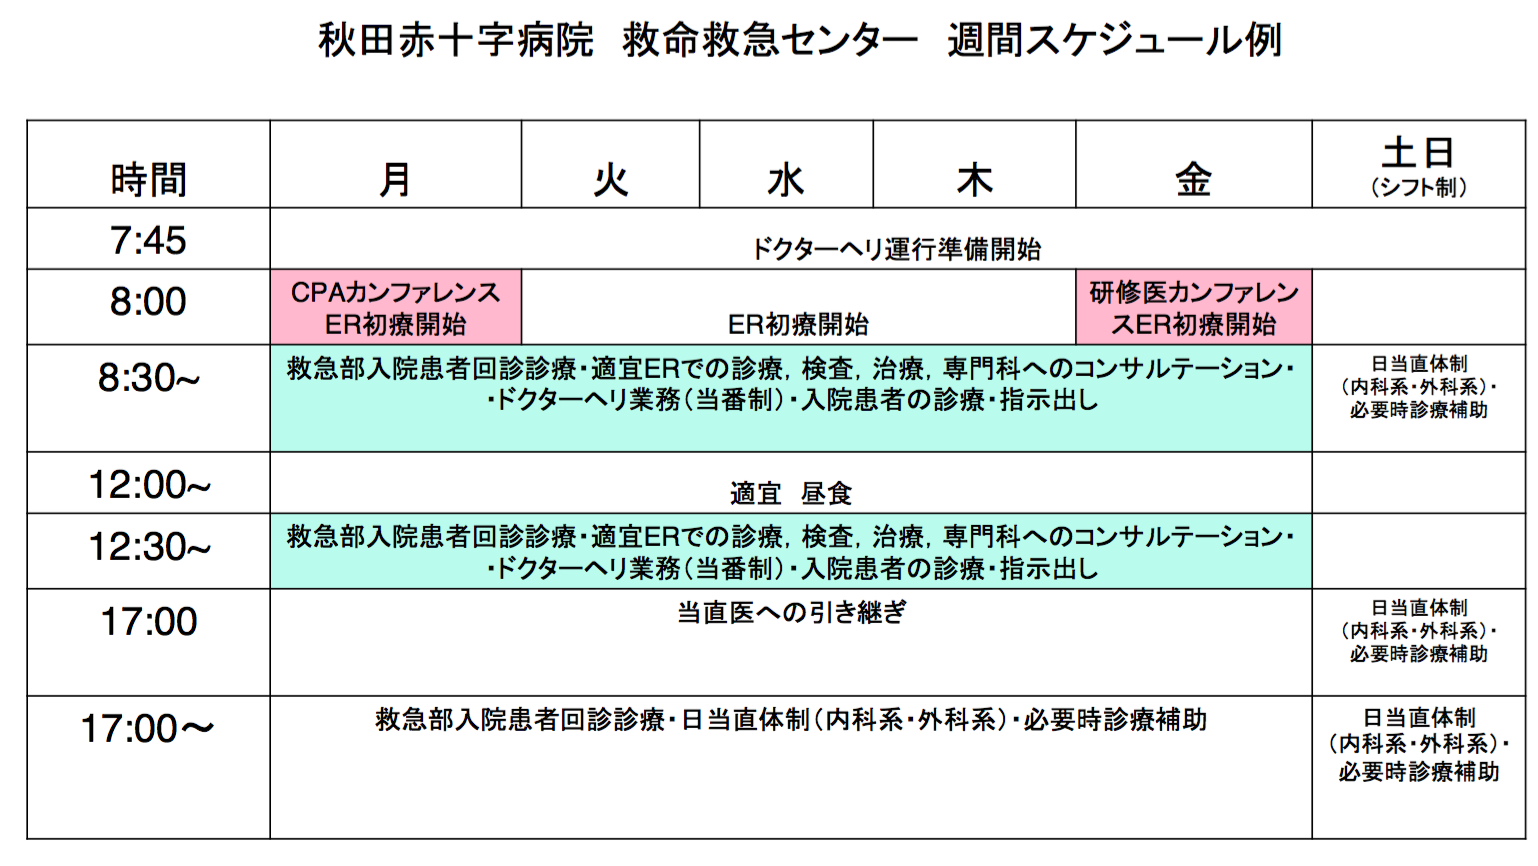 秋田赤十字病院　救命救急センター　週間スケジュール例
時間
月
火
水
木
金
土日
（シフト制）
7:45
ドクターヘリ運行準備開始
8:00
CPAカンファレンス
ER初療開始
ER初療開始
研修医カンファレン
スER初療開始
8:30~
救急部入院患者回診診療・適宜ERでの診療，検査，治療，専門科へのコンサルテーション・
・ドクターヘリ業務（当番制）・入院患者の診療・指示出し
日当直体制
（内科系・外科系）・
必要時診療補助
12:00~
適宜　昼食
12:30~
救急部入院患者回診診療・適宜ERでの診療，検査，治療，専門科へのコンサルテーション・
・ドクターヘリ業務（当番制）・入院患者の診療・指示出し
17:00
当直医への引き継ぎ
日当直体制
（内科系・外科系）・
必要時診療補助
17:00〜
救急部入院患者回診診療・日当直体制（内科系・外科系）・必要時診療補助
日当直体制
（内科系・外科系）・
必要時診療補助